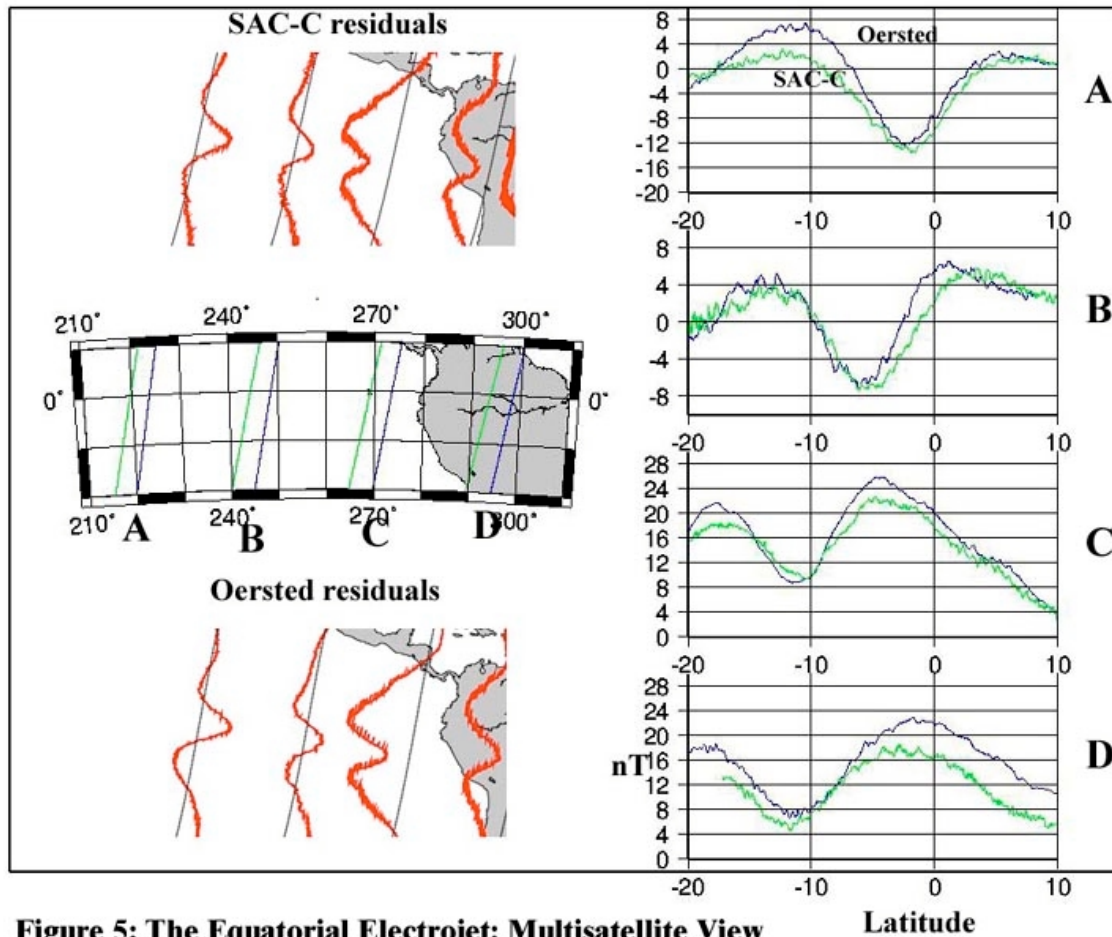 SAC-C residuals
210° 240° 270° 300°
0° 0°
210° 240° 270° 300°
A B C D
Oersted residuals
8
4
0
-4
-8
-12
-16
-20
-20 -10 0 10
Oersted
SAC-C
A
8
4
0
-4
-8
-20 -10 0 10
B
28
24
20
16
12
8
4
0
-20 -10 0 10
C
28
24
20
nT 16
12
8
4
0
-20 -10 0 10
D
Latitude
Figure 5: The Equatorial Electrojet: Multisatellite View